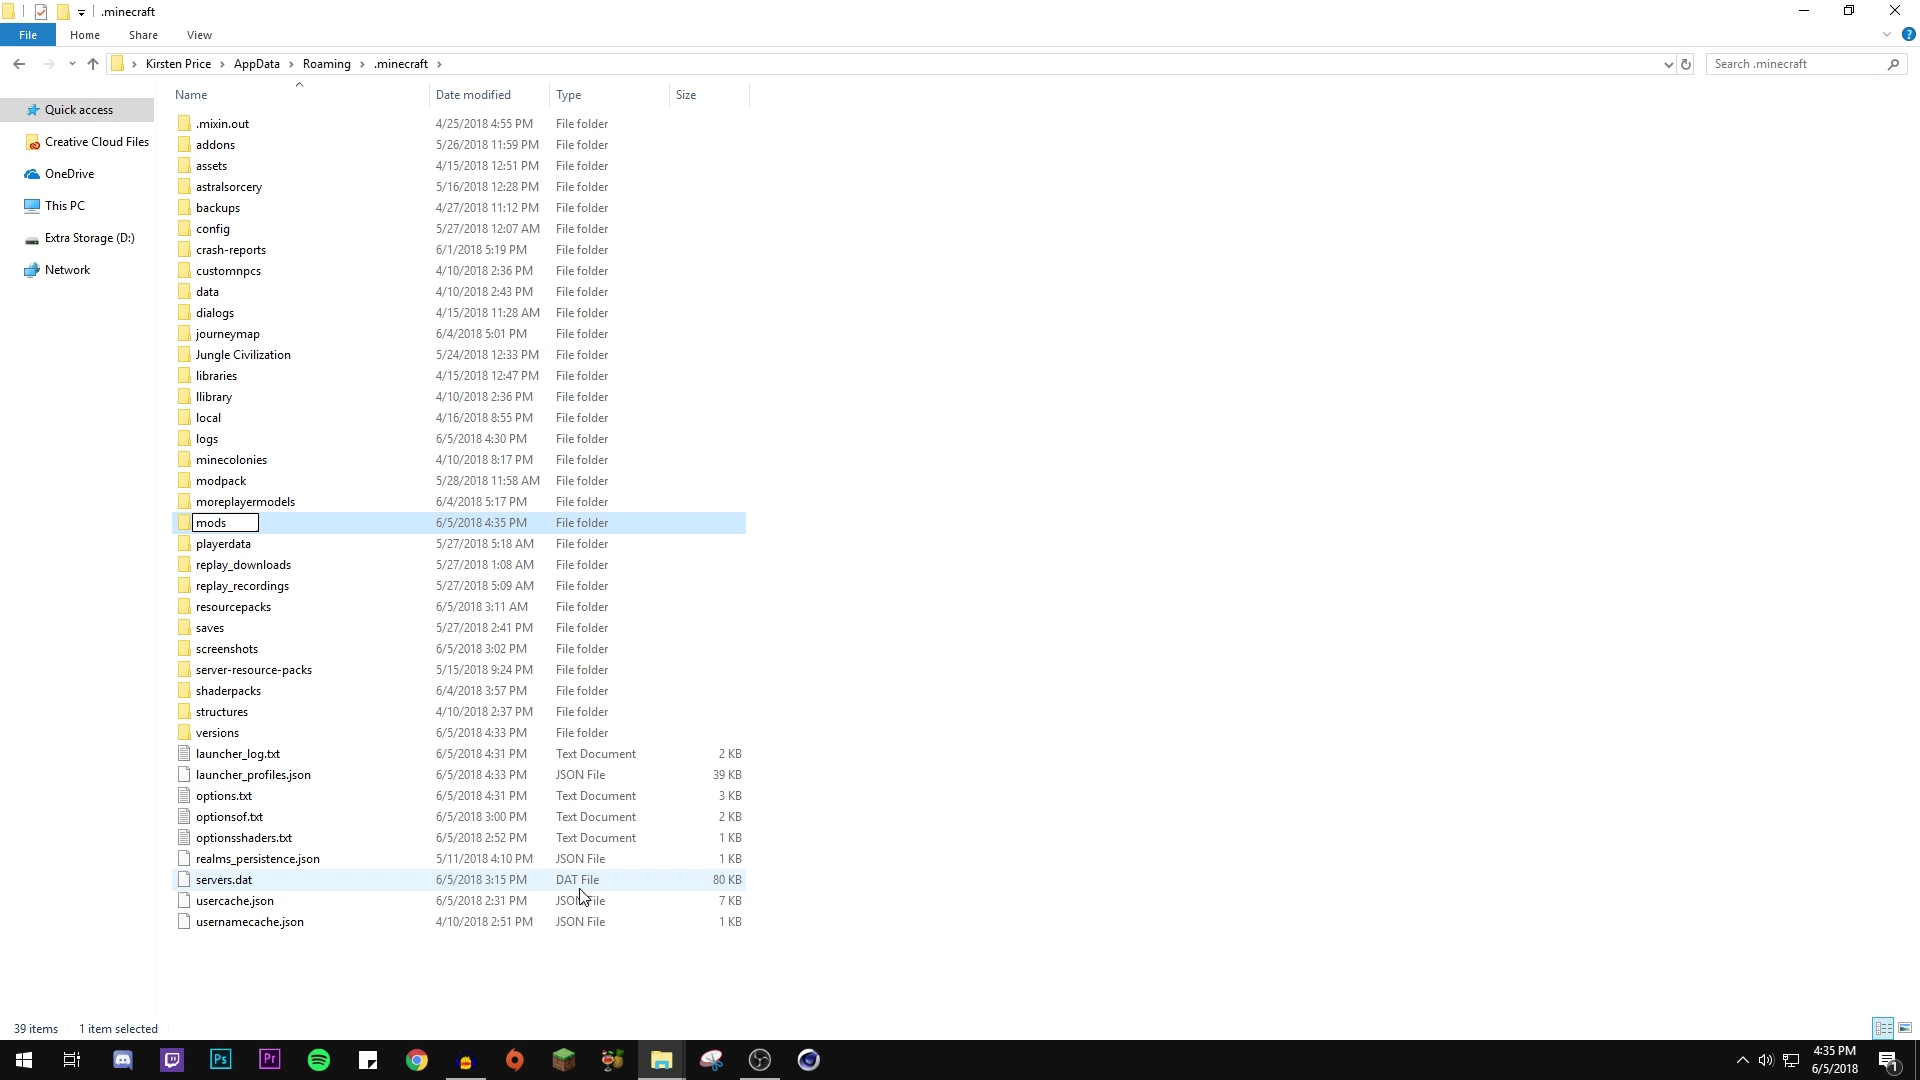 .minecraft
File Home Share View
Kirsten Price AppData Roaming .minecraft Search .minecraft
Name Date modified Type Size
Quick access
Creative Cloud Files
OneDrive
This PC
Extra Storage (D:)
Network
.mixin.out 4/25/2018 4:55 PM File folder
addons 5/26/2018 11:59 PM File folder
assets 4/15/2018 12:51 PM File folder
astralsorcery 5/16/2018 12:28 PM File folder
backups 4/27/2018 11:12 PM File folder
config 5/27/2018 12:07 AM File folder
crash-reports 6/1/2018 5:19 PM File folder
customnpcs 4/10/2018 2:36 PM File folder
data 4/10/2018 2:43 PM File folder
dialogs 4/15/2018 11:28 AM File folder
journeymap 6/4/2018 5:01 PM File folder
Jungle Civilization 5/24/2018 12:33 PM File folder
libraries 4/15/2018 12:47 PM File folder
llibrary 4/10/2018 2:36 PM File folder
local 4/16/2018 8:55 PM File folder
logs 6/5/2018 4:30 PM File folder
minecolonies 4/10/2018 8:17 PM File folder
modpack 5/28/2018 11:58 AM File folder
moreplayermodels 6/4/2018 5:17 PM File folder
mods 6/5/2018 4:35 PM File folder
playerdata 5/27/2018 5:18 AM File folder
replay_downloads 5/27/2018 1:08 AM File folder
replay_recordings 5/27/2018 5:09 AM File folder
resourcepacks 6/5/2018 3:11 AM File folder
saves 5/27/2018 2:41 PM File folder
screenshots 6/5/2018 3:02 PM File folder
server-resource-packs 5/15/2018 9:24 PM File folder
shaderpacks 6/4/2018 3:57 PM File folder
structures 4/10/2018 2:37 PM File folder
versions 6/5/2018 4:33 PM File folder
launcher_log.txt 6/5/2018 4:31 PM Text Document 2 KB
launcher_profiles.json 6/5/2018 4:33 PM JSON File 39 KB
options.txt 6/5/2018 4:31 PM Text Document 3 KB
optionsof.txt 6/5/2018 3:00 PM Text Document 2 KB
optionsshaders.txt 6/5/2018 2:52 PM Text Document 1 KB
realms_persistence.json 5/11/2018 4:10 PM JSON File 1 KB
servers.dat 6/5/2018 3:15 PM DAT File 80 KB
usercache.json 6/5/2018 2:31 PM JSON File 7 KB
usernamecache.json 4/10/2018 2:51 PM JSON File 1 KB
39 items 1 item selected
Ps Pr
4:35 PM
6/5/2018
1